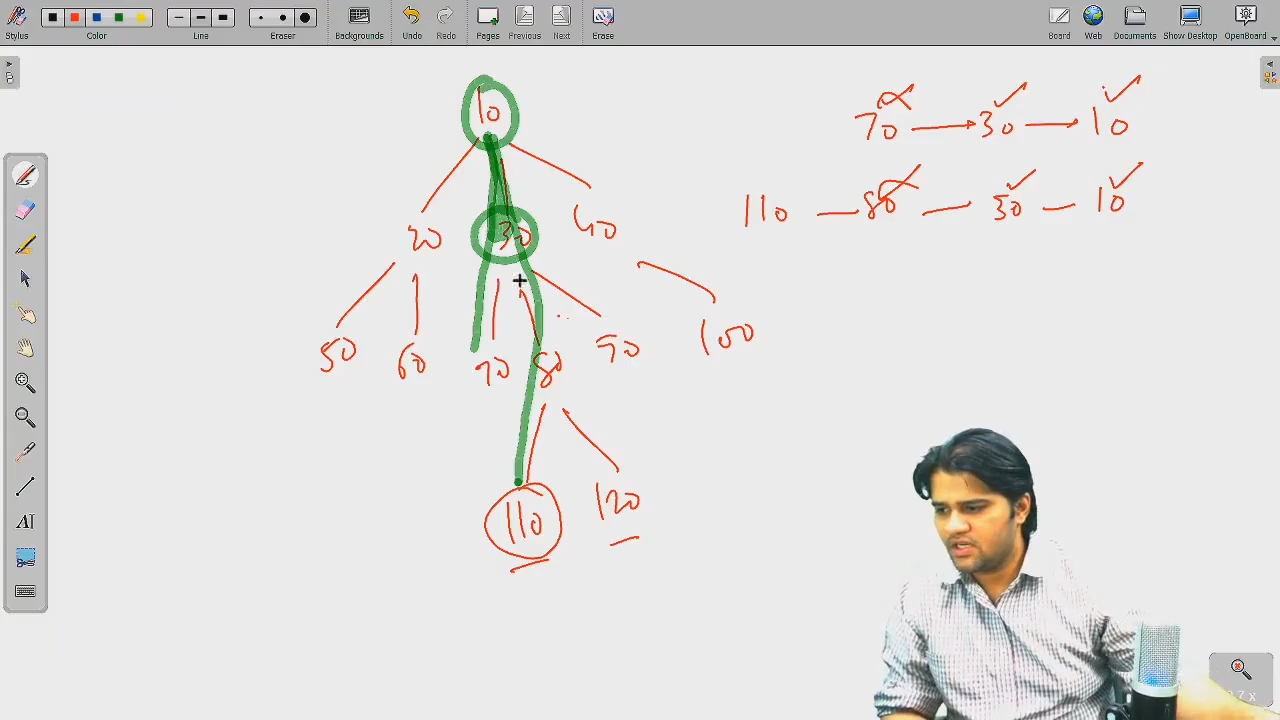 Stylus Color Line Eraser Backgrounds Undo Redo Pages Previous Next Erase Board Web Documents Show Desktop OpenBoard
10
20 30 40
50 60 70 80 90 100
110 120
70 → 30 → 10
110 — 80 — 30 — 10